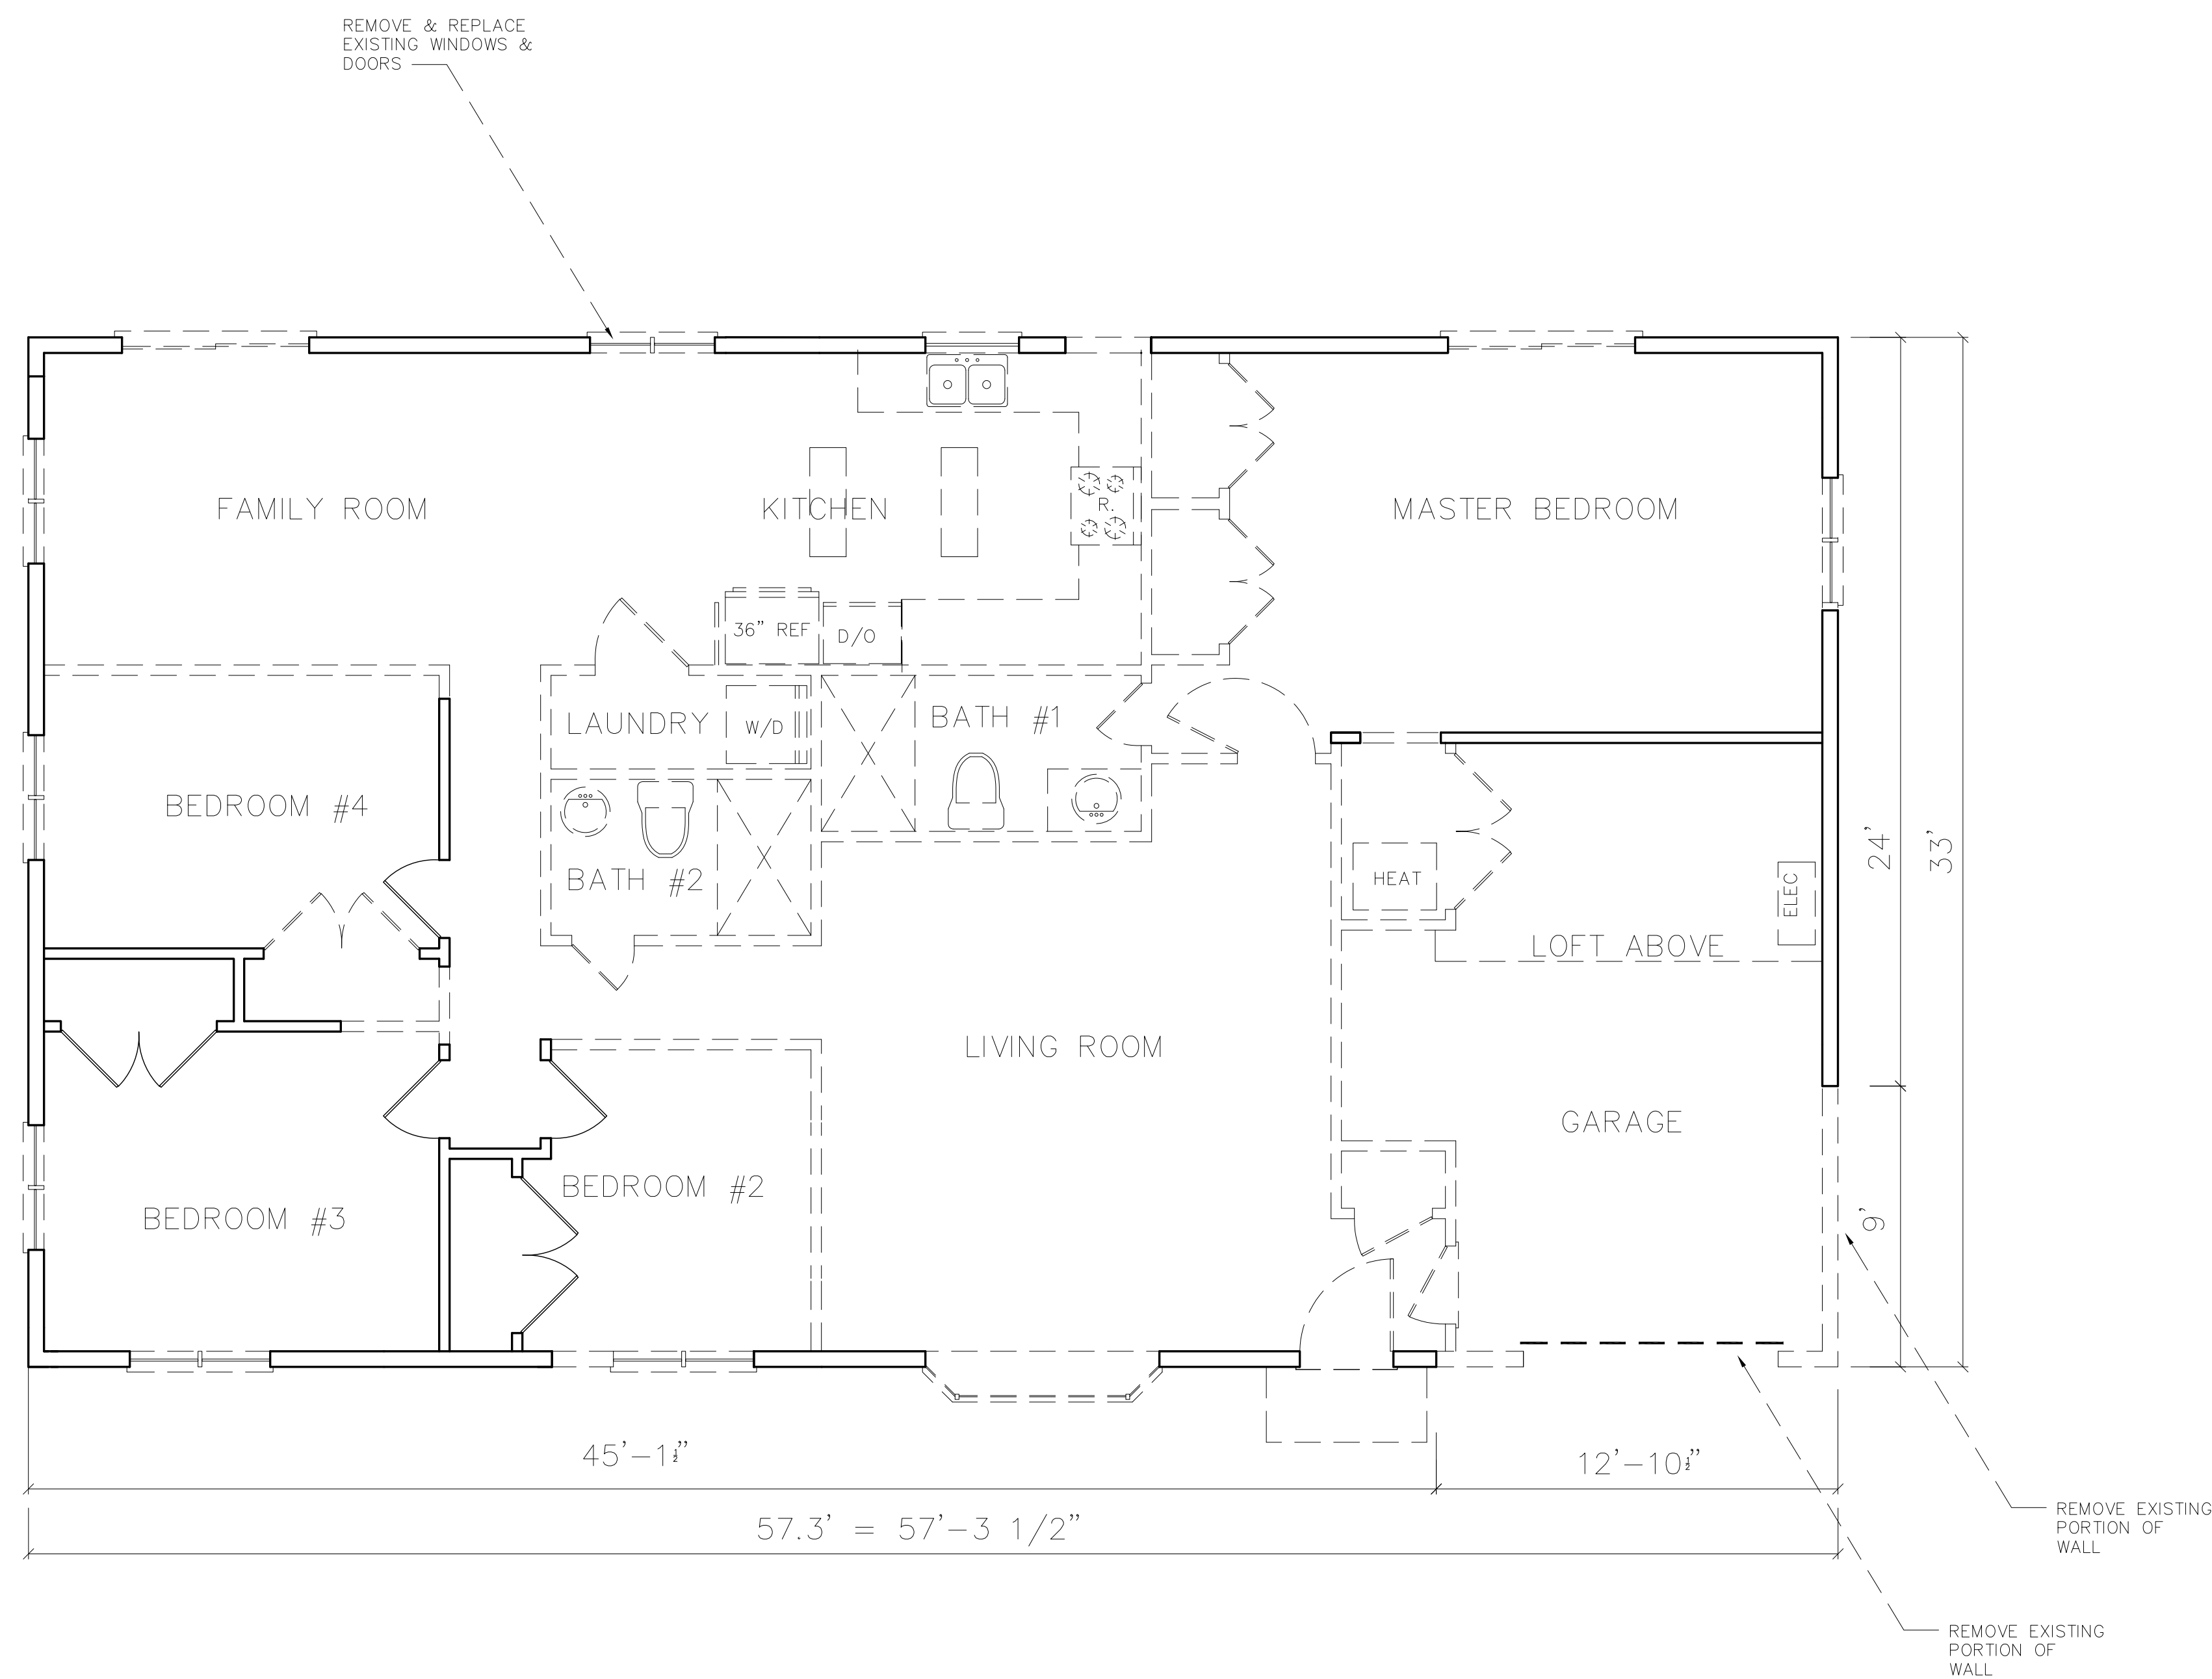 REMOVE & REPLACE
EXISTING WINDOWS &
DOORS
FAMILY ROOM
KITCHEN
R.
MASTER BEDROOM
36" REF
D/O
LAUNDRY
W/D
BATH #1
BEDROOM #4
BATH #2
HEAT
ELEC
LOFT ABOVE
24'
33'
LIVING ROOM
GARAGE
BEDROOM #2
BEDROOM #3
9'
45'-1½"
12'-10½"
57.3' = 57'-3 1/2"
REMOVE EXISTING
PORTION OF
WALL
REMOVE EXISTING
PORTION OF
WALL